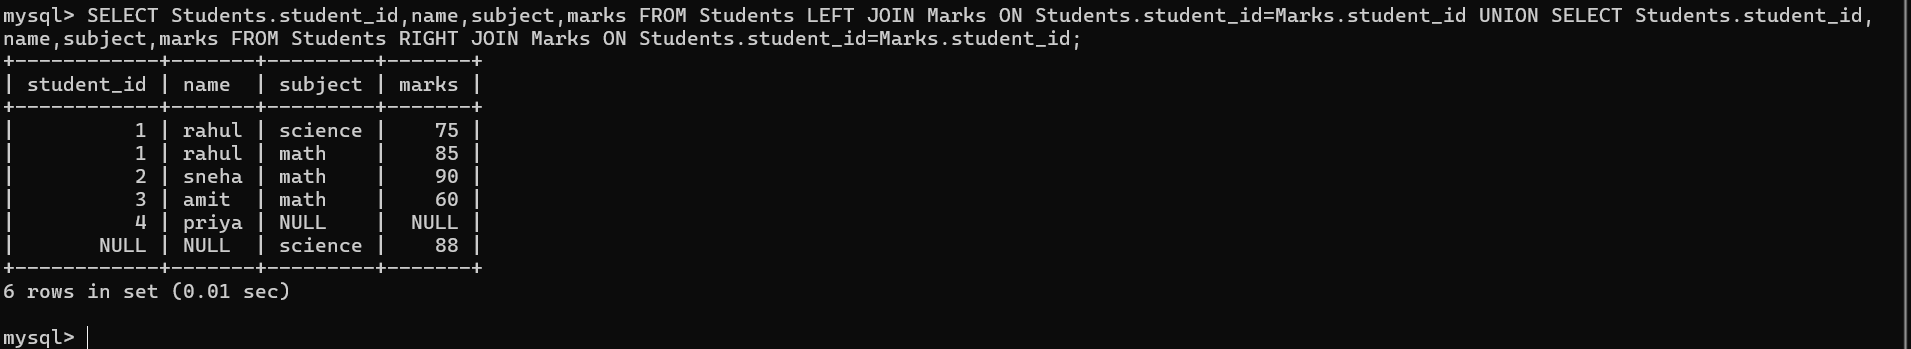 mysql> SELECT Students.student_id,name,subject,marks FROM Students LEFT JOIN Marks ON Students.student_id=Marks.student_id UNION SELECT Students.student_id,
name,subject,marks FROM Students RIGHT JOIN Marks ON Students.student_id=Marks.student_id;
+------------+-------+---------+-------+
| student_id | name  | subject | marks |
+------------+-------+---------+-------+
|          1 | rahul | science |    75 |
|          1 | rahul | math    |    85 |
|          2 | sneha | math    |    90 |
|          3 | amit  | math    |    60 |
|          4 | priya | NULL    |  NULL |
|       NULL | NULL  | science |    88 |
+------------+-------+---------+-------+
6 rows in set (0.01 sec)
mysql>